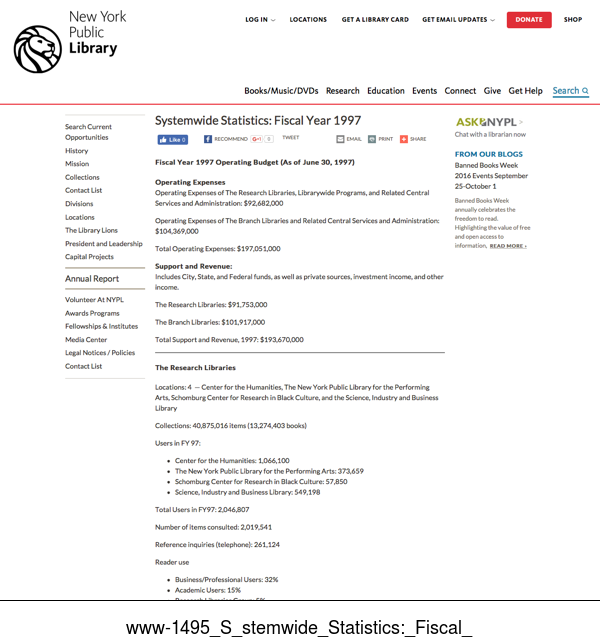 New York
Public
Library
LOG IN
LOCATIONS
GET A LIBRARY CARD
GET EMAIL UPDATES
DONATE
SHOP
Books/Music/DVDs Research Education Events Connect Give Get Help Search
Search Current
Opportunities
History
Mission
Collections
Contact List
Divisions
Locations
The Library Lions
President and Leadership
Capital Projects
Annual Report
Volunteer At NYPL
Awards Programs
Fellowships & Institutes
Media Center
Legal Notices / Policies
Contact List
Systemwide Statistics: Fiscal Year 1997
Like 0 RECOMMEND G+1 0 TWEET EMAIL PRINT SHARE
Fiscal Year 1997 Operating Budget (As of June 30, 1997)
Operating Expenses
Operating Expenses of The Research Libraries, Librarywide Programs, and Related Central
Services and Administration: $92,682,000
Operating Expenses of The Branch Libraries and Related Central Services and Administration:
$104,369,000
Total Operating Expenses: $197,051,000
Support and Revenue:
Includes City, State, and Federal funds, as well as private sources, investment income, and other
income.
The Research Libraries: $91,753,000
The Branch Libraries: $101,917,000
Total Support and Revenue, 1997: $193,670,000
The Research Libraries
Locations: 4 — Center for the Humanities, The New York Public Library for the Performing
Arts, Schomburg Center for Research in Black Culture, and the Science, Industry and Business
Library
Collections: 40,875,016 items (13,274,403 books)
Users in FY 97:
• Center for the Humanities: 1,066,100
• The New York Public Library for the Performing Arts: 373,659
• Schomburg Center for Research in Black Culture: 57,850
• Science, Industry and Business Library: 549,198
Total Users in FY97: 2,046,807
Number of items consulted: 2,019,541
Reference inquiries (telephone): 261,124
Reader use
• Business/Professional Users: 32%
• Academic Users: 15%
ASK NYPL >
Chat with a librarian now
FROM OUR BLOGS
Banned Books Week
2016 Events September
25-October 1
Banned Books Week
annually celebrates the
freedom to read.
Highlighting the value of free
and open access to
information, READ MORE ›
www-1495_S_stemwide_Statistics:_Fiscal_